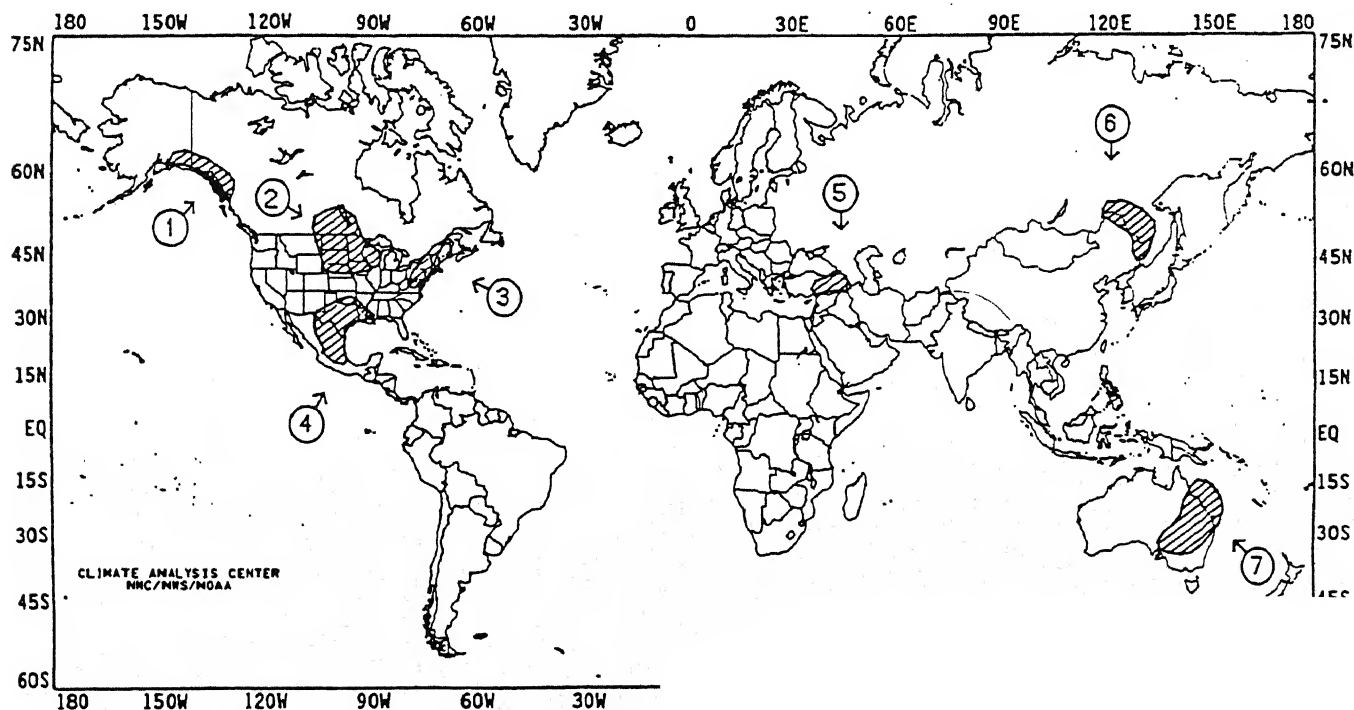 180 150W 120W 90W 60W 30W 0 30E 60E 90E 120E 150E 180
75N 75N
6
60N 60N
2 5
1
45N 45N
3
30N 30N
15N 15N
4
EQ EQ
15S 15S
30S 30S
7
CLIMATE ANALYSIS CENTER
NMC/NWS/NOAA
45S 45S
60S
180 150W 120W 90W 60W 30W